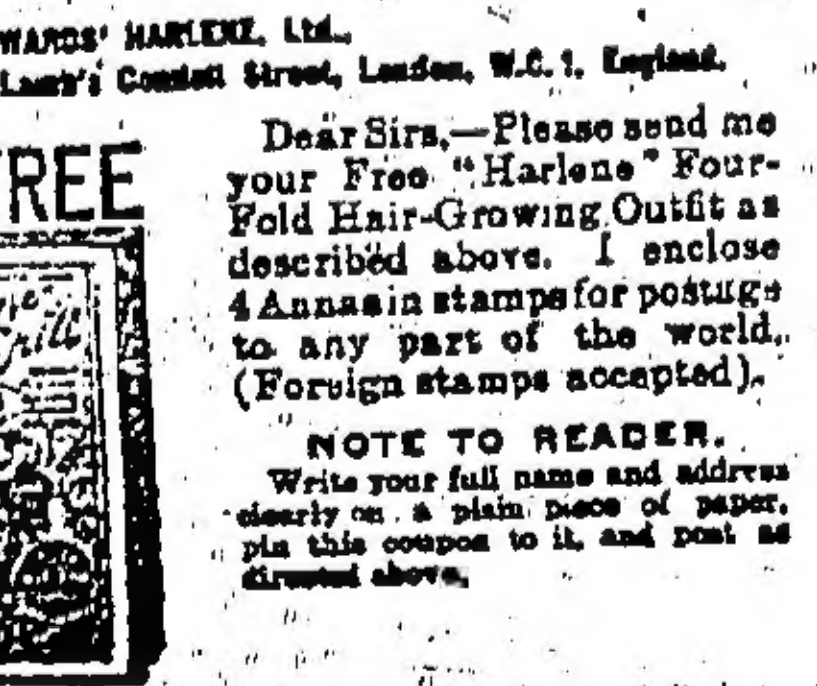 WARDS' HARLENE, Ltd.,
Lamb's Conduit Street, London, W.C.1, England.
REE
Dear Sirs,—Please send me
your Free "Harlene" Four-
Fold Hair-Growing Outfit as
described above. I enclose
4 Annas in stamps for postage
to any part of the world.
(Foreign stamps accepted).
NOTE TO READER.
Write your full name and address
clearly on a plain piece of paper,
pin this coupon to it, and post as
directed above.